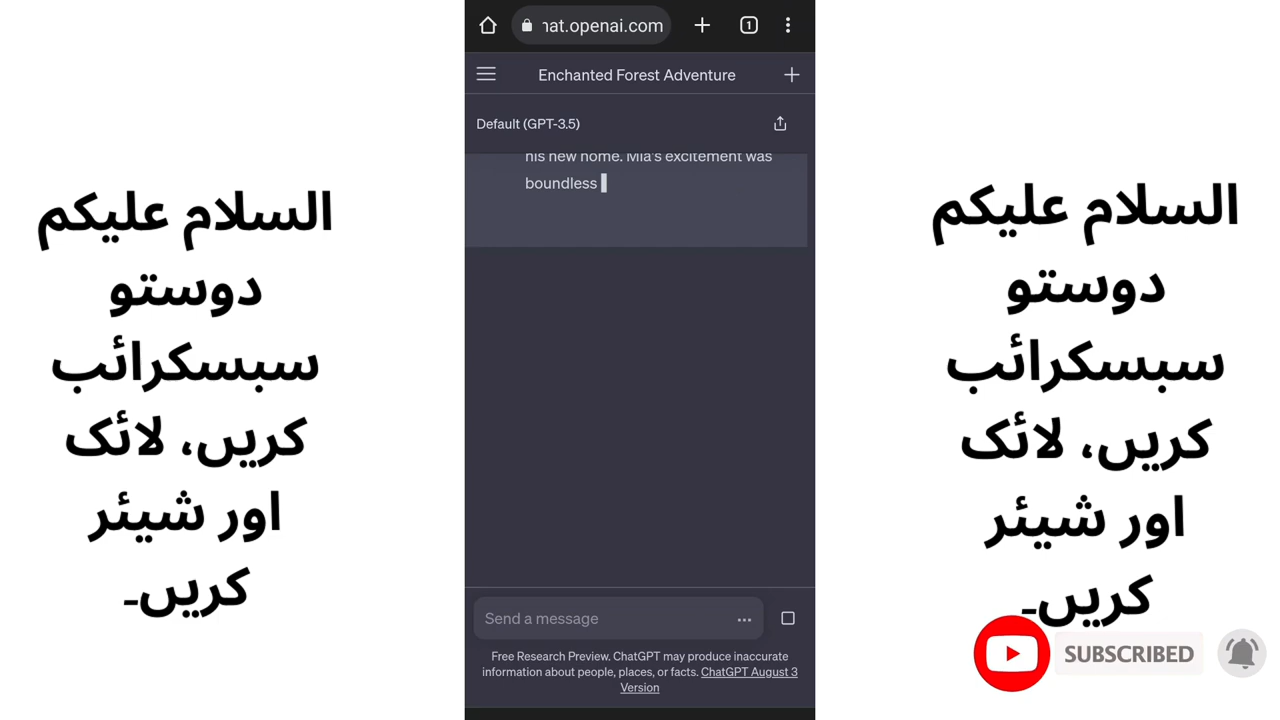 السلام علیکم
دوستو
سبسکرائب
کریں، لائک
اور شیئر
کریں۔
nat.openai.com
1
Enchanted Forest Adventure
Default (GPT-3.5)
his new home. Mia's excitement was
boundless
Send a message
Free Research Preview. ChatGPT may produce inaccurate
information about people, places, or facts. ChatGPT August 3
Version
السلام علیکم
دوستو
سبسکرائب
کریں، لائک
اور شیئر
کریں۔
SUBSCRIBED